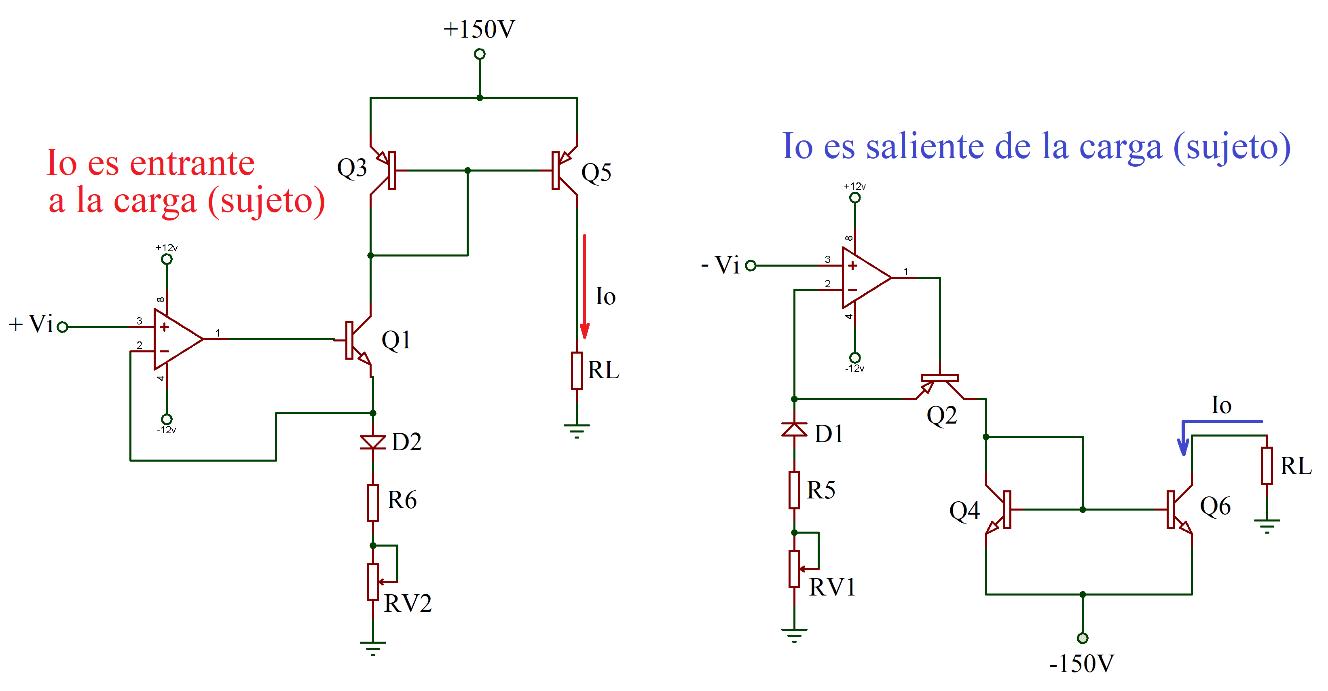 +150V
Io es entrante
a la carga (sujeto)
Q3
Q5
+12v
8
+ Vi
3
2
1
4
-12v
Q1
Io
RL
D2
R6
RV2
Io es saliente de la carga (sujeto)
+12v
8
- Vi
3
2
1
4
-12v
Q2
D1
R5
RV1
Q4
Q6
Io
RL
-150V